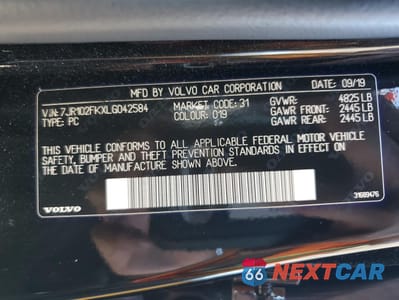 MFD BY VOLVO CAR CORPORATION 09/19
VIN: 7JR102FKXLG042584 MARKET CODE: 31 GVWR: 4825 LB
TYPE: PC COLOUR: 019 GAWR FRONT: 2445 LB
GAWR REAR: 2445 LB
THIS VEHICLE CONFORMS TO ALL APPLICABLE FEDERAL MOTOR VEHICLE
SAFETY, BUMPER AND THEFT PREVENTION STANDARDS IN EFFECT ON
THE DATE OF MANUFACTURE SHOWN ABOVE.
VOLVO 31689476
66 NEXTCAR